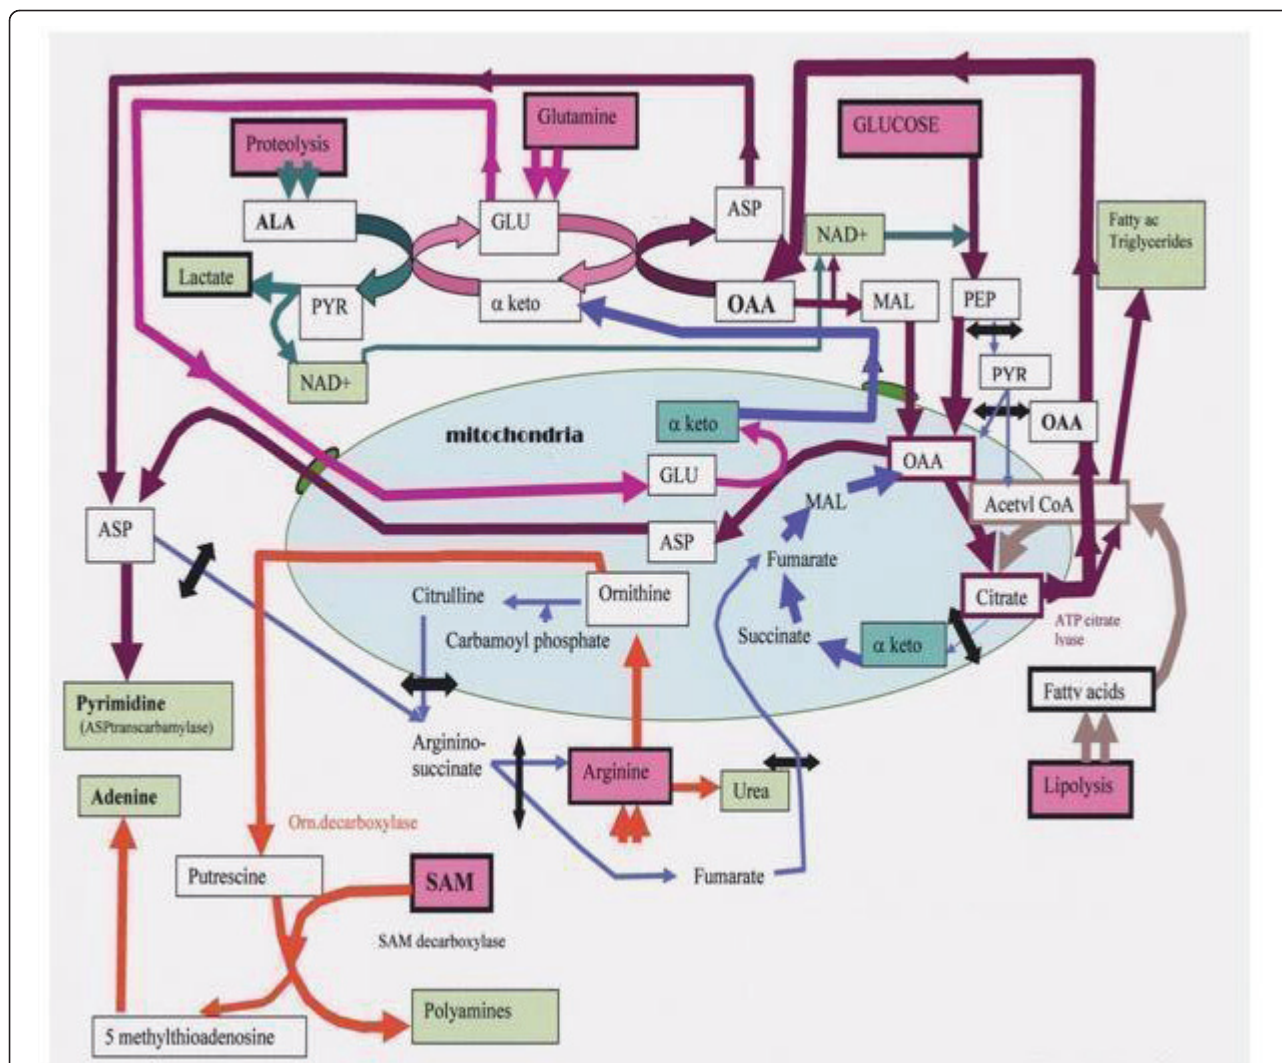 Glutamine
GLUCOSE
Proteolysis
ALA
GLU
ASP
NAD+
Fatty ac
Triglycerides
Lactate
PYR
α keto
OAA
MAL
PEP
NAD+
PYR
α keto
OAA
mitochondria
OAA
GLU
Acetvl CoA
MAL
ASP
ASP
Fumarate
Citrulline
Ornithine
Citrate
Carbamoyl phosphate
Succinate
α keto
ATP citrate
lyase
Pyrimidine
(ASPtranscarbamylase)
Fattv acids
Arginino-
succinate
Arginine
Urea
Lipolysis
Adenine
Orn.decarboxylase
Putrescine
SAM
Fumarate
SAM decarboxylase
Polyamines
5 methylthioadenosine